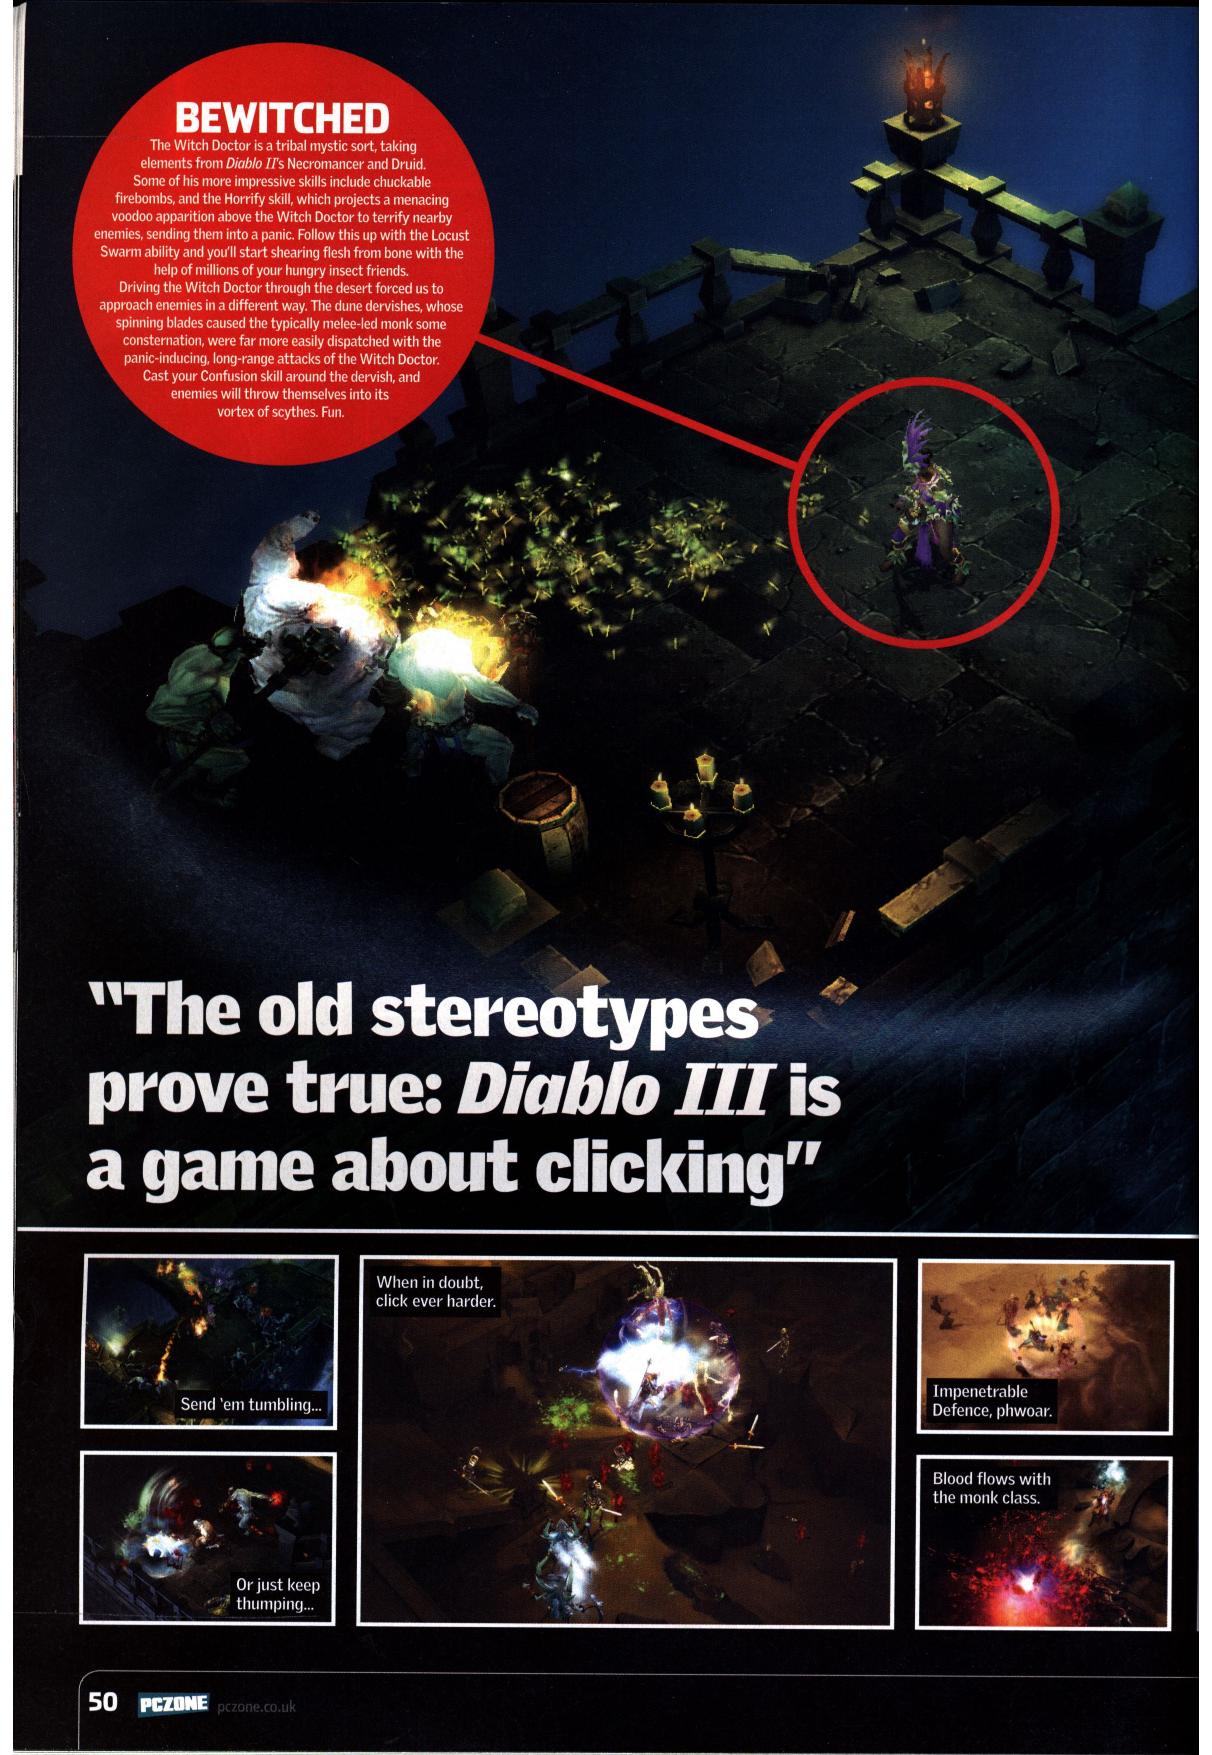 BEWITCHED
The Witch Doctor is a tribal mystic sort, taking
elements from Diablo II's Necromancer and Druid.
Some of his more impressive skills include chuckable
firebombs, and the Horrify skill, which projects a menacing
voodoo apparition above the Witch Doctor to terrify nearby
enemies, sending them into a panic. Follow this up with the Locust
Swarm ability and you'll start shearing flesh from bone with the
help of millions of your hungry insect friends.
Driving the Witch Doctor through the desert forced us to
approach enemies in a different way. The dune dervishes, whose
spinning blades caused the typically melee-led monk some
consternation, were far more easily dispatched with the
panic-inducing, long-range attacks of the Witch Doctor.
Cast your Confusion skill around the dervish, and
enemies will throw themselves into its
vortex of scythes. Fun.
"The old stereotypes
prove true: Diablo III is
a game about clicking"
Send 'em tumbling...
When in doubt,
click ever harder.
Impenetrable
Defence, phwoar.
Or just keep
thumping...
Blood flows with
the monk class.
50 PCZONE pczone.co.uk